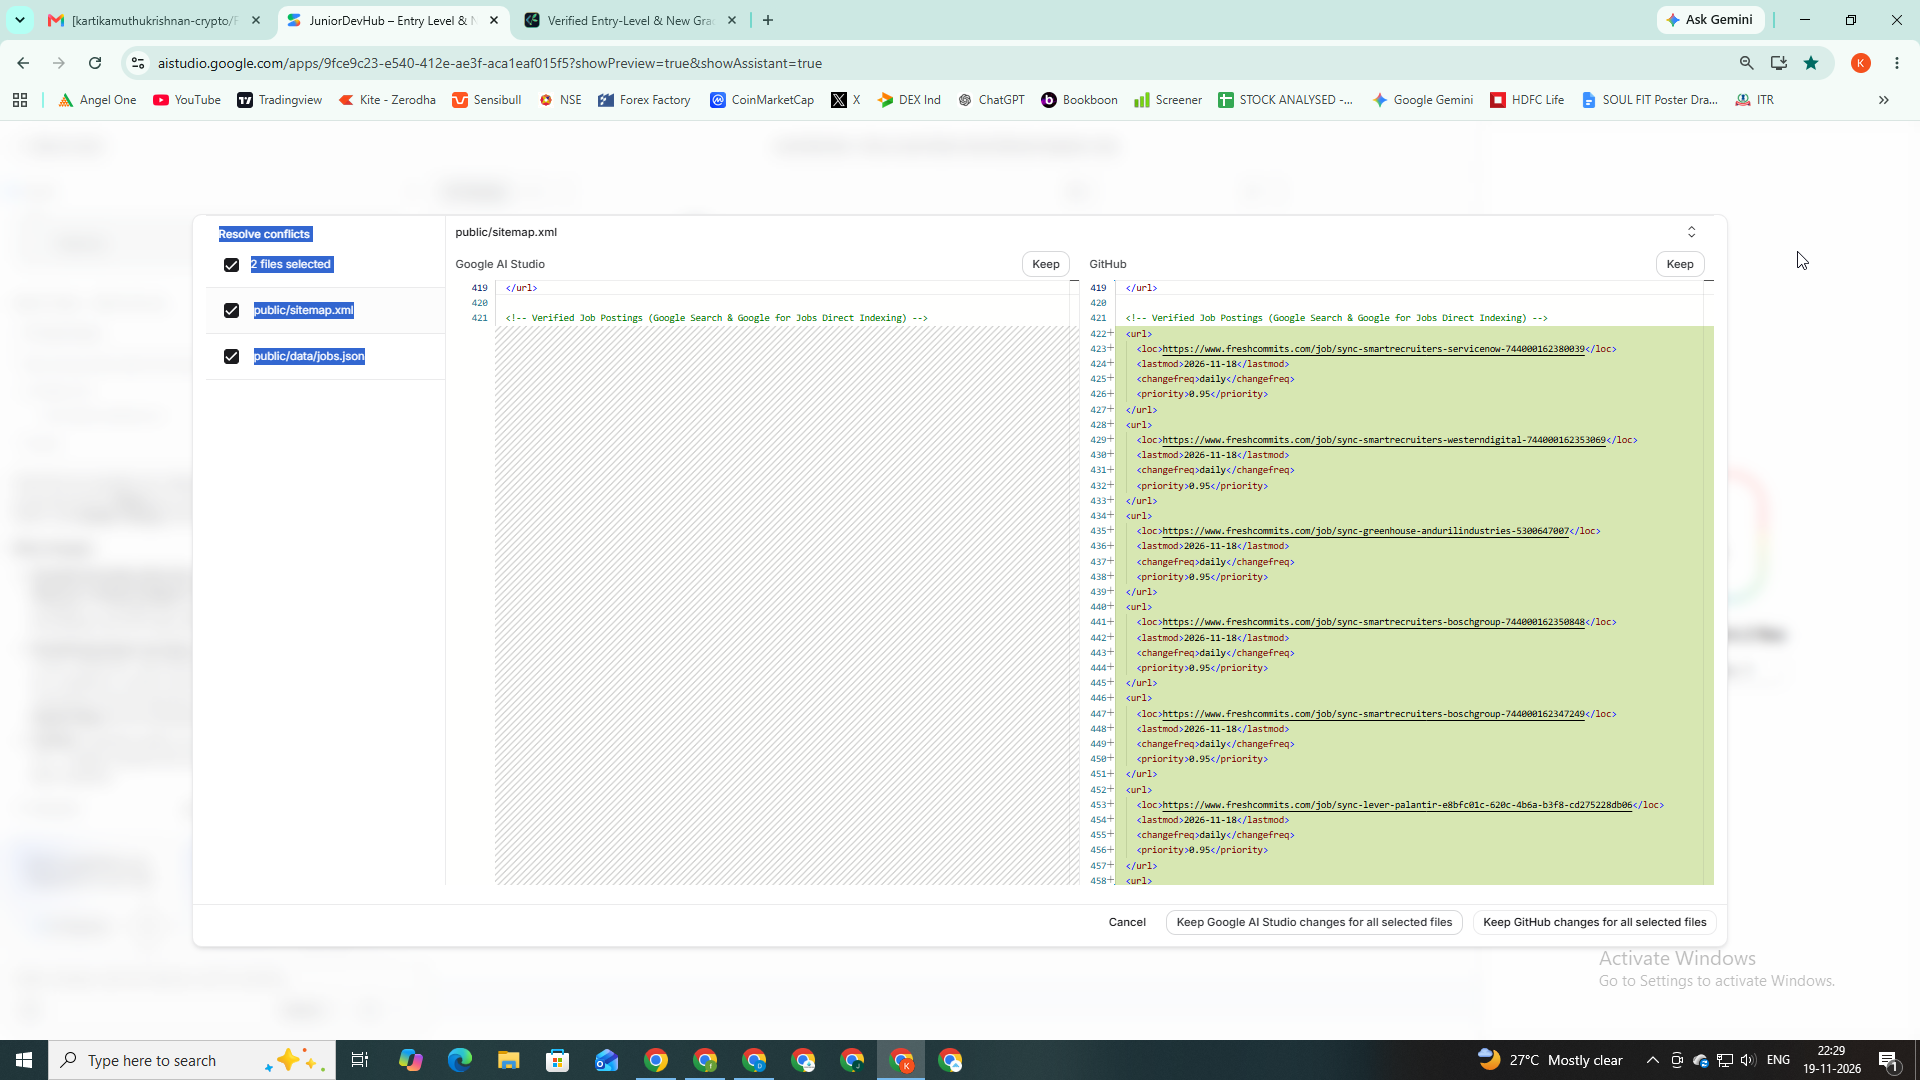 [kartikamuthukrishnan-crypto/F
JuniorDevHub – Entry Level & N
Verified Entry-Level & New Gra
Ask Gemini
aistudio.google.com/apps/9fce9c23-e540-412e-ae3f-aca1eaf015f5?showPreview=true&showAssistant=true
K
Angel One
YouTube
Tradingview
Kite - Zerodha
Sensibull
NSE
Forex Factory
CoinMarketCap
X
DEX Ind
ChatGPT
Bookboon
Screener
STOCK ANALYSED -...
Google Gemini
HDFC Life
SOUL FIT Poster Dra...
ITR
Resolve conflicts
2 files selected
public/sitemap.xml
public/data/jobs.json
public/sitemap.xml
Google AI Studio
Keep
419 </url>
420
421 <!-- Verified Job Postings (Google Search & Google for Jobs Direct Indexing) -->
GitHub
Keep
419 </url>
420
421 <!-- Verified Job Postings (Google Search & Google for Jobs Direct Indexing) -->
422+ <url>
423+ <loc>https://www.freshcommits.com/job/sync-smartrecruiters-servicenow-744000162380039</loc>
424+ <lastmod>2026-11-18</lastmod>
425+ <changefreq>daily</changefreq>
426+ <priority>0.95</priority>
427+ </url>
428+ <url>
429+ <loc>https://www.freshcommits.com/job/sync-smartrecruiters-westerndigital-744000162353069</loc>
430+ <lastmod>2026-11-18</lastmod>
431+ <changefreq>daily</changefreq>
432+ <priority>0.95</priority>
433+ </url>
434+ <url>
435+ <loc>https://www.freshcommits.com/job/sync-greenhouse-andurilindustries-5300647007</loc>
436+ <lastmod>2026-11-18</lastmod>
437+ <changefreq>daily</changefreq>
438+ <priority>0.95</priority>
439+ </url>
440+ <url>
441+ <loc>https://www.freshcommits.com/job/sync-smartrecruiters-boschgroup-744000162350848</loc>
442+ <lastmod>2026-11-18</lastmod>
443+ <changefreq>daily</changefreq>
444+ <priority>0.95</priority>
445+ </url>
446+ <url>
447+ <loc>https://www.freshcommits.com/job/sync-smartrecruiters-boschgroup-744000162347249</loc>
448+ <lastmod>2026-11-18</lastmod>
449+ <changefreq>daily</changefreq>
450+ <priority>0.95</priority>
451+ </url>
452+ <url>
453+ <loc>https://www.freshcommits.com/job/sync-lever-palantir-e8bfc01c-620c-4b6a-b3f8-cd275228db06</loc>
454+ <lastmod>2026-11-18</lastmod>
455+ <changefreq>daily</changefreq>
456+ <priority>0.95</priority>
457+ </url>
458+ <url>
Cancel
Keep Google AI Studio changes for all selected files
Keep GitHub changes for all selected files
Activate Windows
Go to Settings to activate Windows.
Type here to search
27°C Mostly clear
ENG
22:29
19-11-2026
1